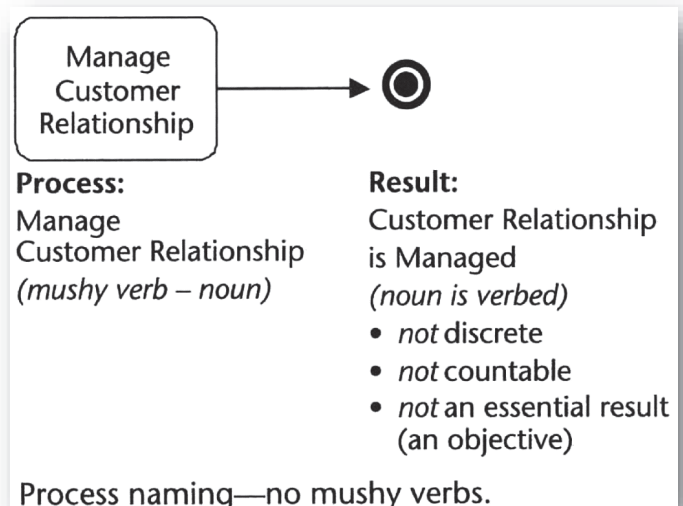 Manage
Customer
Relationship
Process:
Manage
Customer Relationship
(mushy verb – noun)
Result:
Customer Relationship
is Managed
(noun is verbed)
• not discrete
• not countable
• not an essential result
(an objective)
Process naming—no mushy verbs.